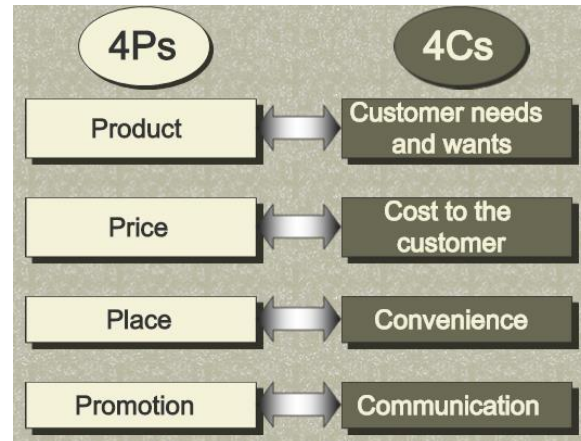 4Ps
4Cs
Product
Customer needs
and wants
Price
Cost to the
customer
Place
Convenience
Promotion
Communication